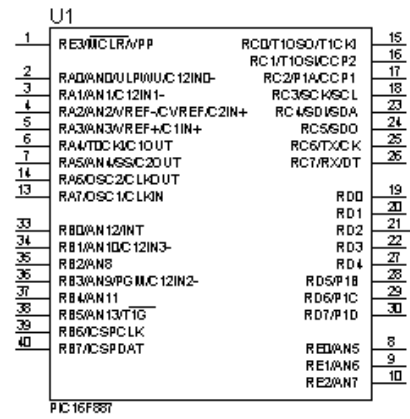 U1
1 RE3/MCLR/VPP
2 RA0/AN0/ULPWU/C12IN0-
3 RA1/AN1/C12IN1-
4 RA2/AN2/VREF-/CVREF/C2IN+
5 RA3/AN3/VREF+/C1IN+
6 RA4/T0CKI/C1OUT
7 RA5/AN4/SS/C2OUT
14 RA6/OSC2/CLKOUT
13 RA7/OSC1/CLKIN
33 RB0/AN12/INT
34 RB1/AN10/C12IN3-
35 RB2/AN8
36 RB3/AN9/PGM/C12IN2-
37 RB4/AN11
38 RB5/AN13/T1G
39 RB6/ICSPCLK
40 RB7/ICSPDAT
RC0/T1OSO/T1CKI 15
RC1/T1OSI/CCP2 16
RC2/P1A/CCP1 17
RC3/SCK/SCL 18
RC4/SDI/SDA 23
RC5/SDO 24
RC6/TX/CK 25
RC7/RX/DT 26
RD0 19
RD1 20
RD2 21
RD3 22
RD4 27
RD5/P1B 28
RD6/P1C 29
RD7/P1D 30
RE0/AN5 8
RE1/AN6 9
RE2/AN7 10
PIC16F887